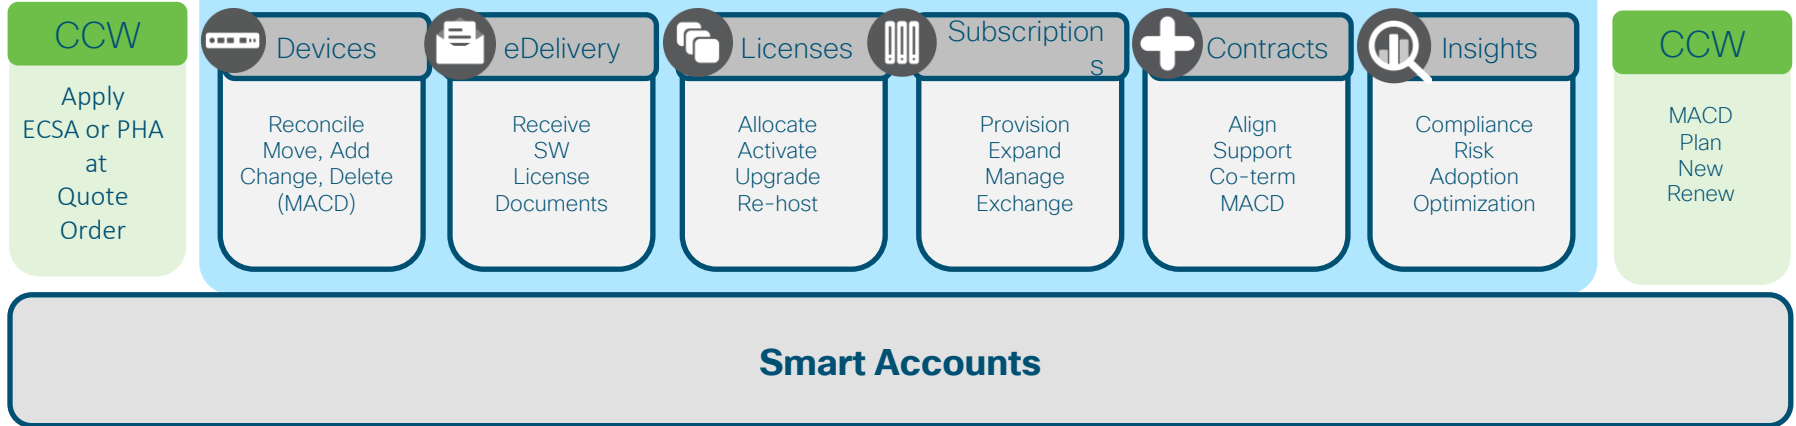 CCW
Apply
ECSA or PHA
at
Quote
Order
Devices
Reconcile
Move, Add
Change, Delete
(MACD)
eDelivery
Receive
SW
License
Documents
Licenses
Allocate
Activate
Upgrade
Re-host
Subscription
s
Provision
Expand
Manage
Exchange
Contracts
Align
Support
Co-term
MACD
Insights
Compliance
Risk
Adoption
Optimization
CCW
MACD
Plan
New
Renew
Smart Accounts